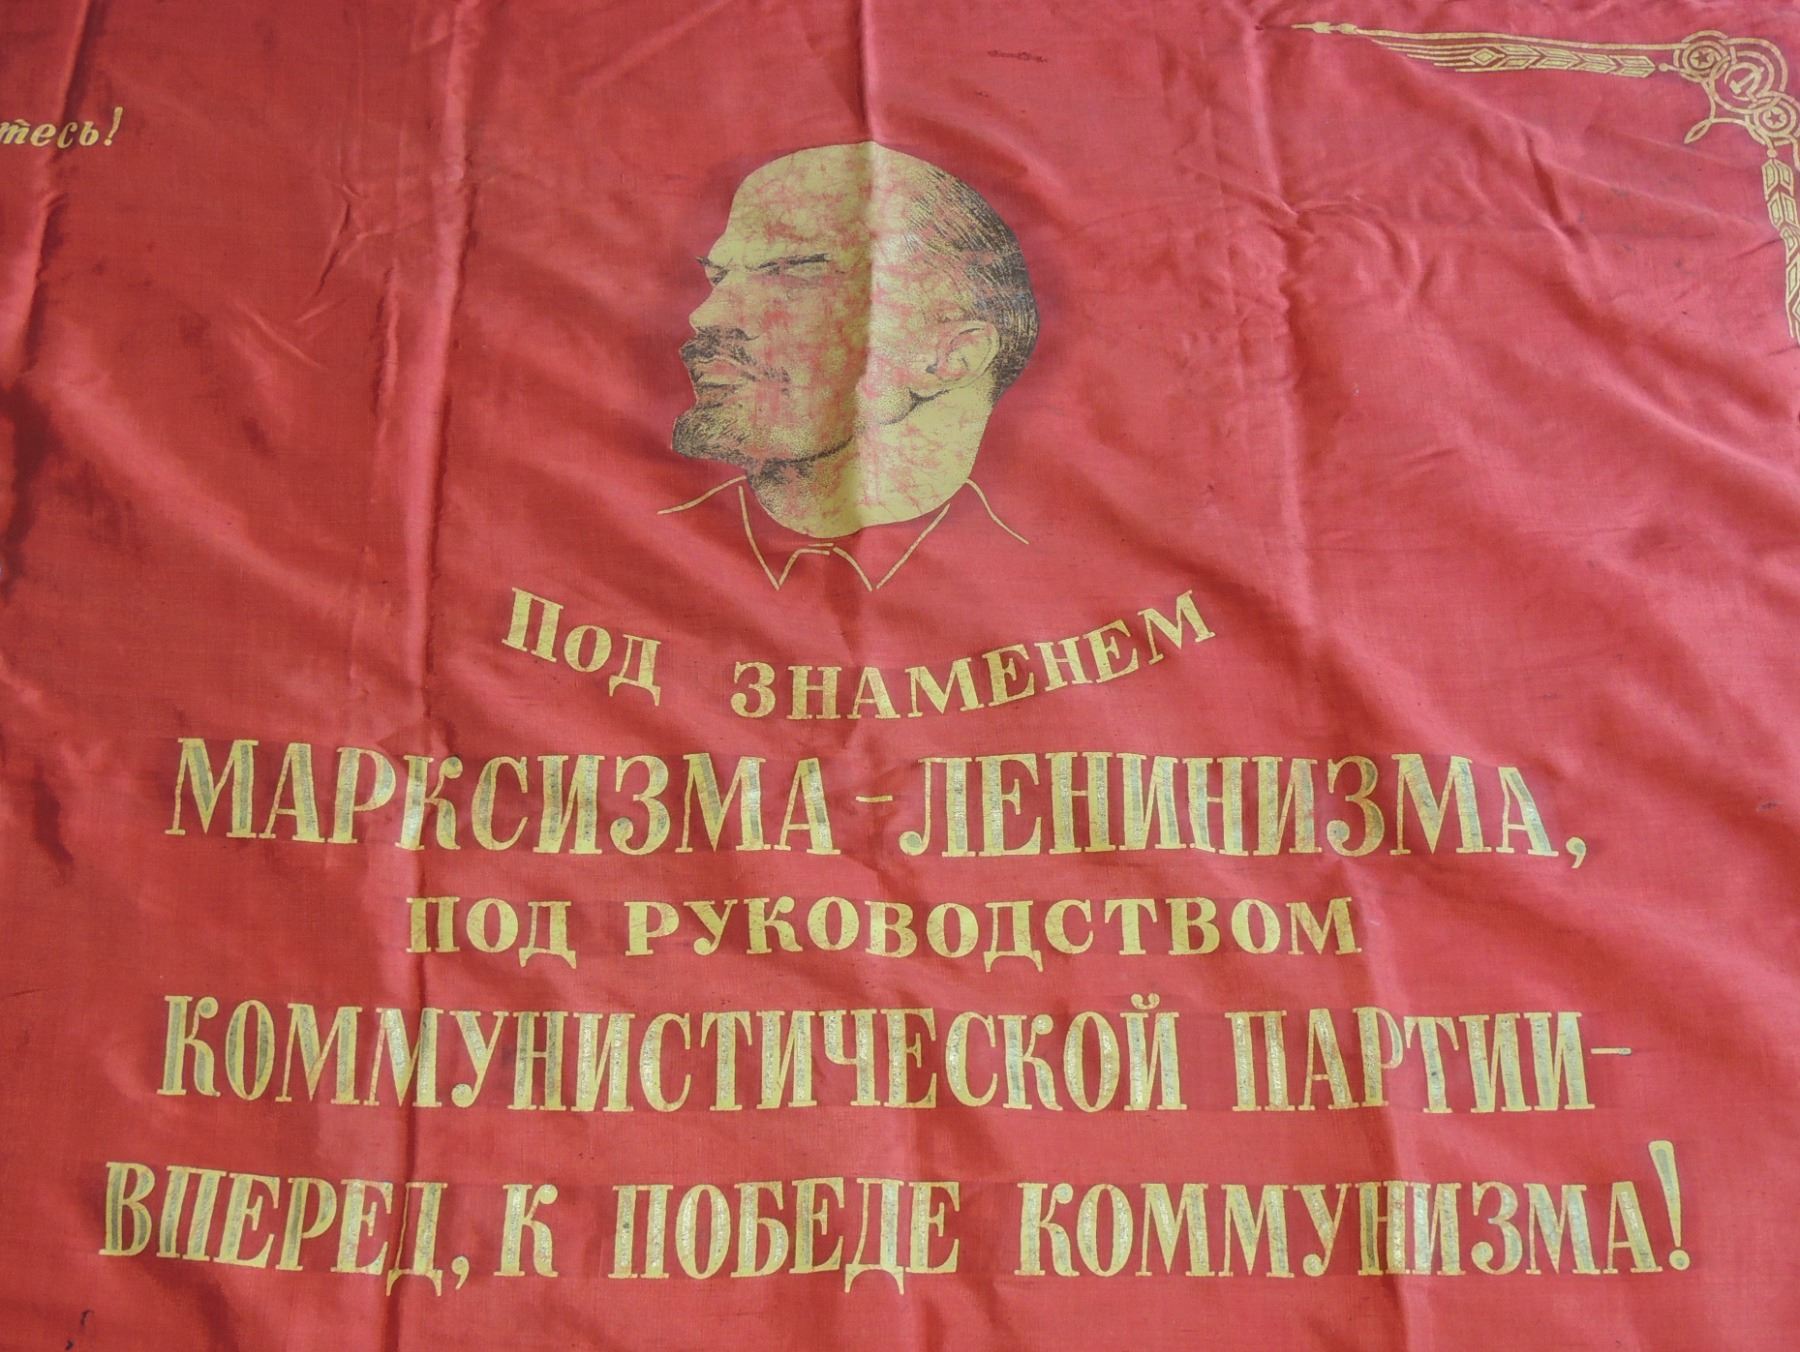 тесь!
Под знаменем
МАРКСИЗМА-ЛЕНИНИЗМА,
ПОД РУКОВОДСТВОМ
КОММУНИСТИЧЕСКОЙ ПАРТИИ-
ВПЕРЕД, К ПОБЕДЕ КОММУНИЗМА!